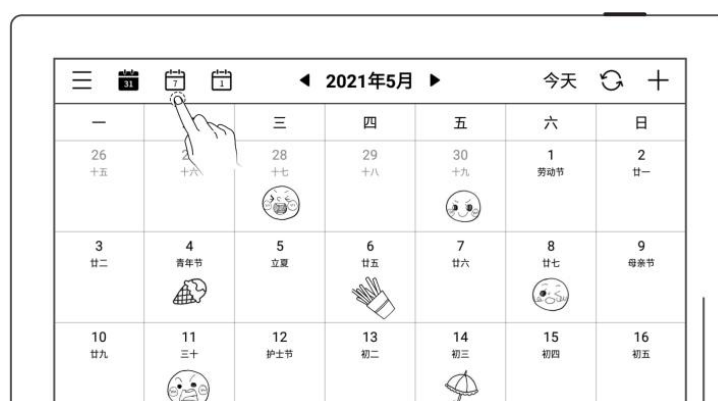 31 7 1 2021年5月 今天
一 三 四 五 六 日
26 2 28 29 30 1 2
十五 十六 十七 十八 十九 劳动节 廿一
3 4 5 6 7 8 9
廿二 青年节 立夏 廿五 廿六 廿七 母亲节
10 11 12 13 14 15 16
廿九 三十 护士节 初二 初三 初四 初五